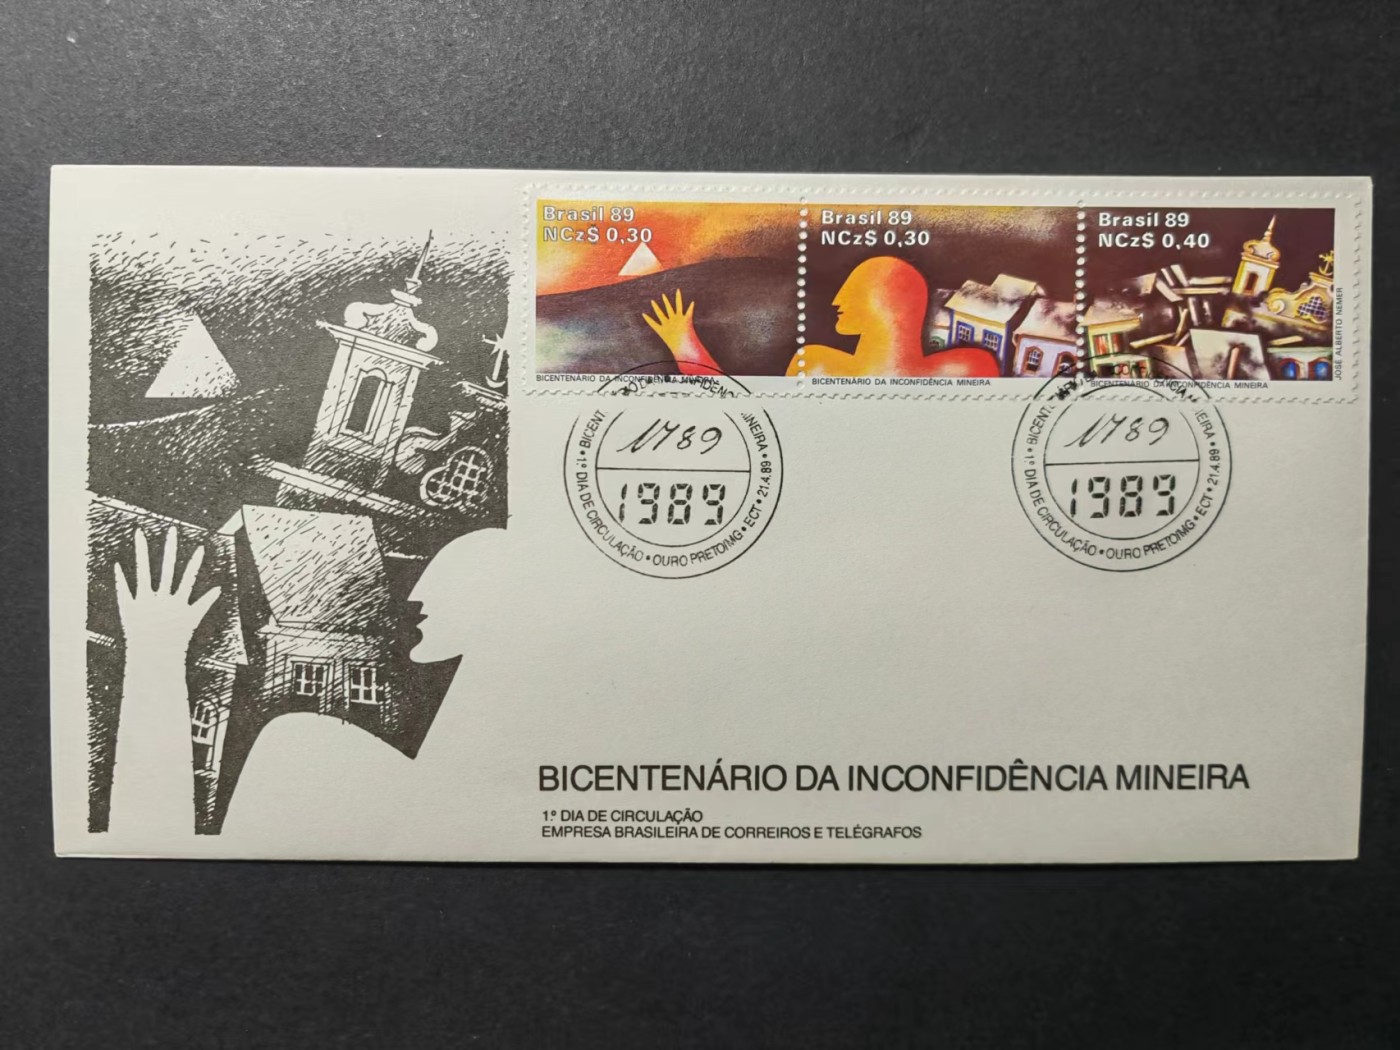 Brasil 89
NCz$ 0,30
BICENTENÁRIO DA INCONFIDÊNCIA MINEIRA
Brasil 89
NCz$ 0,30
BICENTENÁRIO DA INCONFIDÊNCIA MINEIRA
Brasil 89
NCz$ 0,40
BICENTENÁRIO DA INCONFIDÊNCIA MINEIRA
JOSÉ ALBERTO NEMER
1789
1989
1º DIA DE CIRCULAÇÃO • OURO PRETO/MG • ECT • 21.4.89
1789
1989
1º DIA DE CIRCULAÇÃO • OURO PRETO/MG • ECT • 21.4.89
BICENTENÁRIO DA INCONFIDÊNCIA MINEIRA
1º DIA DE CIRCULAÇÃO
EMPRESA BRASILEIRA DE CORREIROS E TELÉGRAFOS